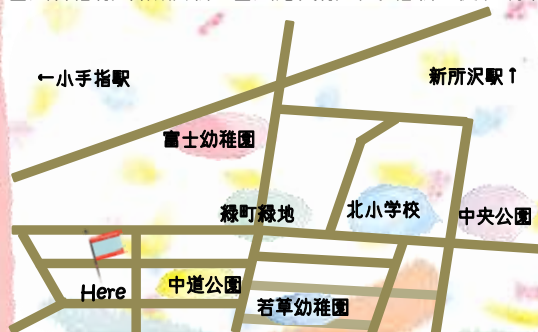 ←小手指駅
新所沢駅↑
富士幼稚園
緑町緑地
北小学校
中央公園
中道公園
Here
若草幼稚園